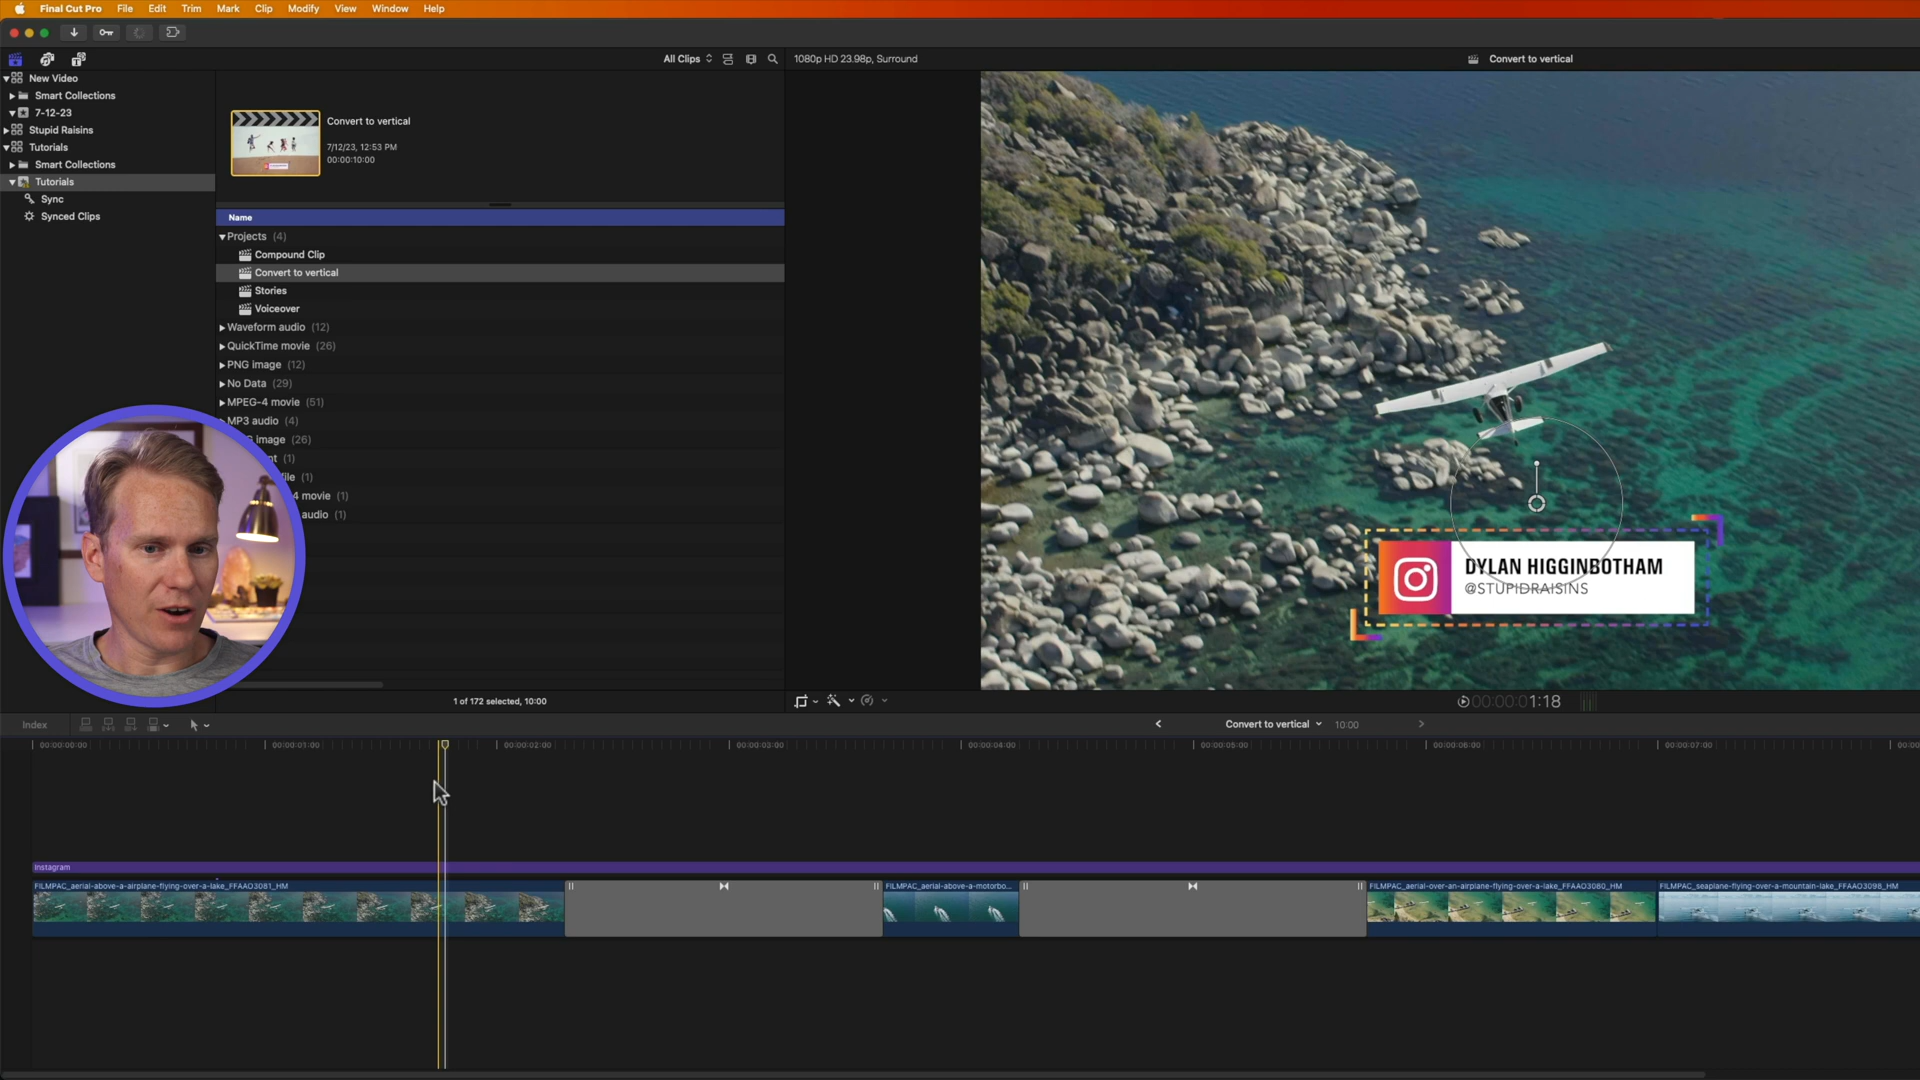 Final Cut Pro File Edit Trim Mark Clip Modify View Window Help
All Clips
1080p HD 23.98p, Surround
Convert to vertical
New Video
Smart Collections
7-12-23
Stupid Raisins
Tutorials
Smart Collections
Tutorials
Sync
Synced Clips
Convert to vertical
7/12/23, 12:53 PM
00:00:10:00
Name
Projects (4)
Compound Clip
Convert to vertical
Stories
Voiceover
Waveform audio (12)
QuickTime movie (26)
PNG image (12)
No Data (29)
MPEG-4 movie (51)
MP3 audio (4)
image (26)
(1)
(1)
4 movie (1)
audio (1)
DYLAN HIGGINBOTHAM
@STUPIDRAISINS
1 of 172 selected, 10:00
00:00:01:18
Index
Convert to vertical 10:00
00:00:00:00 00:00:01:00 00:00:02:00 00:00:03:00 00:00:04:00 00:00:05:00 00:00:06:00 00:00:07:00
Instagram
FILMPAC_aerial-above-a-airplane-flying-over-a-lake_FFAAO3081_HM
FILMPAC_aerial-above-a-motorbo...
FILMPAC_aerial-over-an-airplane-flying-over-a-lake_FFAAO3080_HM
FILMPAC_seaplane-flying-over-a-mountain-lake_FFAAO3098_HM